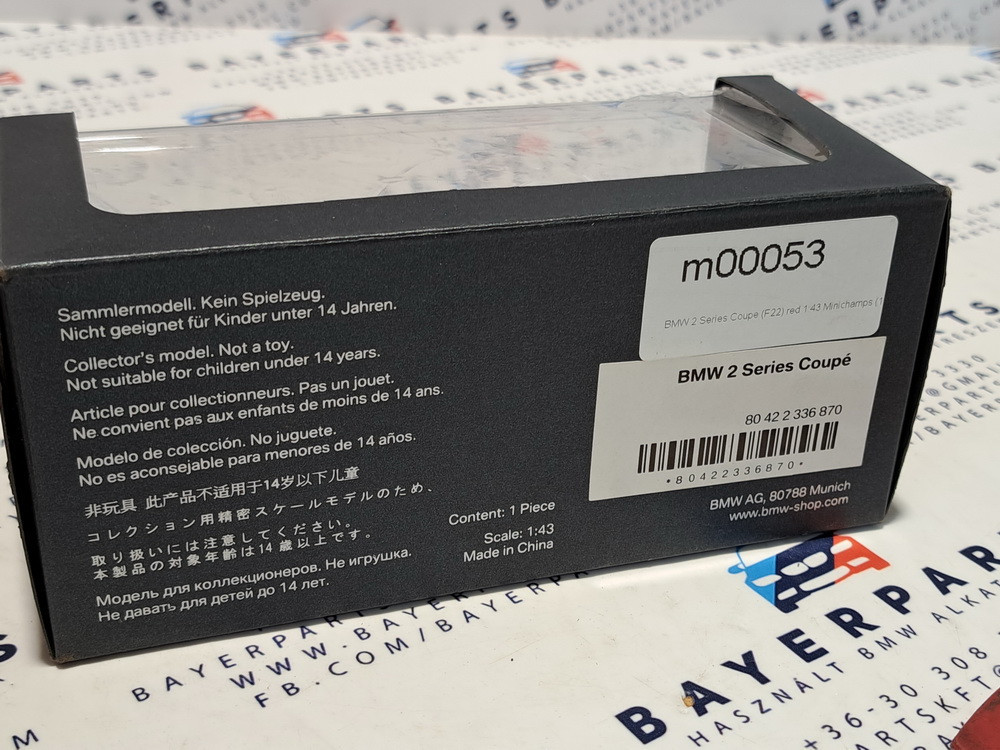 Sammlermodell. Kein Spielzeug.
Nicht geeignet für Kinder unter 14 Jahren.
Collector's model. Not a toy.
Not suitable for children under 14 years.
Article pour collectionneurs. Pas un jouet.
Ne convient pas aux enfants de moins de 14 ans.
Modelo de colección. No juguete.
No es aconsejable para menores de 14 años.
非玩具 此产品不适用于14岁以下儿童
コレクション用精密スケールモデルのため、
取り扱いには注意してください。
本製品の対象年齢は14歳以上です。
Модель для коллекционеров. Не игрушка.
Не давать для детей до 14 лет.
Content: 1 Piece
Scale: 1:43
Made in China
m00053
BMW 2 Series Coupe (F22) red 1:43 Minichamps (1
BMW 2 Series Coupé
80 42 2 336 870
*80422336870*
BMW AG, 80788 Munich
www.bmw-shop.com
BAYERPARTS
WWW.BAYE
FB.COM/BAYERP
BAYERPAR
HASZNÁLT BMW ALKAT
+36-30 308
ARTSKFT@